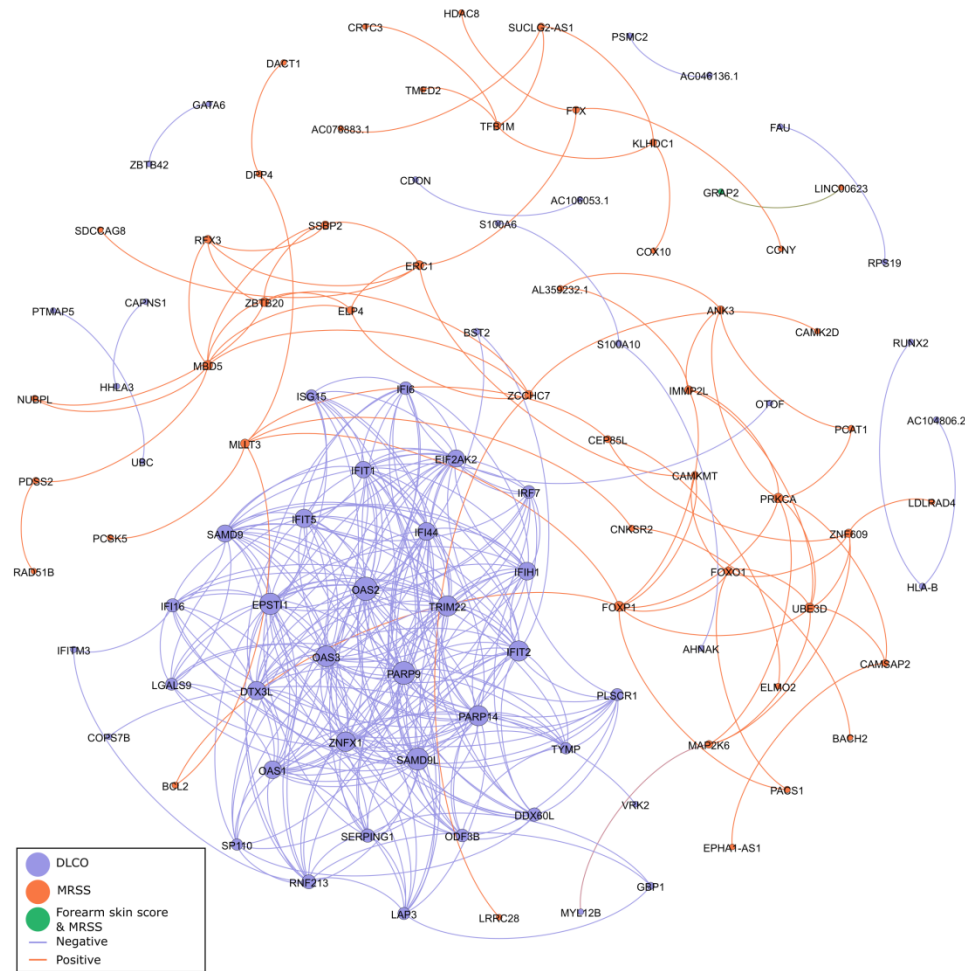 HDAC8
CRTC3
SUCLG2-AS1
PSMC2
DACT1
AC046136.1
TMED2
GATA6
FTX
AC079883.1
TFB1M
FAU
KLHDC1
ZBTB42
DPP4
CDON
LINC00623
GRAP2
AC106053.1
S100A6
SSBP2
SDCCAG8
RFX3
CCNY
COX10
ERC1
RPS19
AL359232.1
CAPNS1
ZBTB20
PTMAP5
ELP4
ANK3
BST2
CAMK2D
S100A10
RUNX2
MBD5
HHLA3
IFI6
IMMP2L
ISG15
ZCCHC7
NUBPL
OTOF
AC104806.2
PCAT1
CEP85L
MLLT3
EIF2AK2
UBC
IFIT1
CAMKMT
PDSS2
IRF7
PRKCA
LDLRAD4
IFIT5
CNKSR2
SAMD9
IFI44
ZNF609
PCSK5
RAD51B
IFIH1
FOXO1
HLA-B
OAS2
IFI16
EPSTI1
TRIM22
FOXP1
UBE3D
IFITM3
IFIT2
AHNAK
OAS3
CAMSAP2
PARP9
LGALS9
ELMO2
DTX3L
PLSCR1
PARP14
COPS7B
BACH2
ZNFX1
TYMP
MAP2K6
SAMD9L
OAS1
BCL2
PACS1
VRK2
DDX60L
SP110
SERPING1
ODF3B
EPHA1-AS1
RNF213
GBP1
LAP3
LRRC28
MYL12B
DLCO
MRSS
Forearm skin score
& MRSS
Negative
Positive